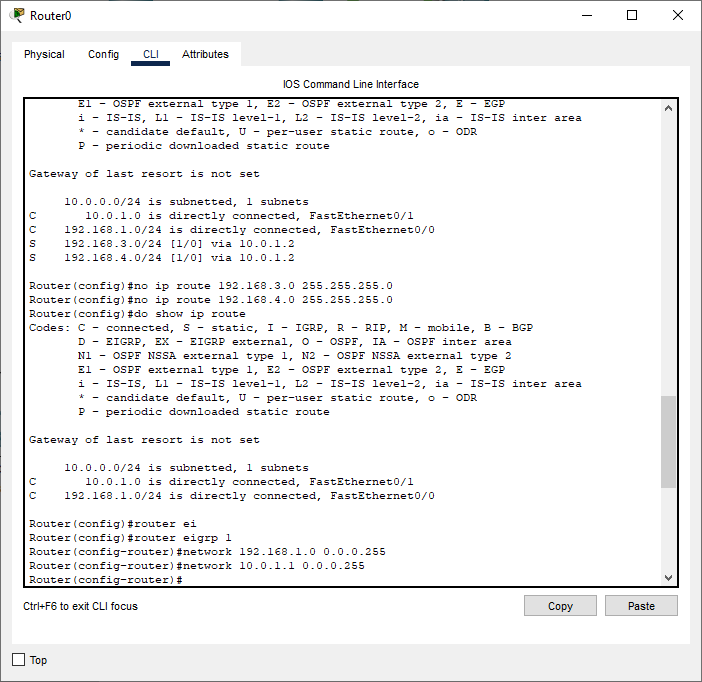 Router0
Physical Config CLI Attributes
IOS Command Line Interface
E1 - OSPF external type 1, E2 - OSPF external type 2, E - EGP
i - IS-IS, L1 - IS-IS level-1, L2 - IS-IS level-2, ia - IS-IS inter area
* - candidate default, U - per-user static route, o - ODR
P - periodic downloaded static route
Gateway of last resort is not set
10.0.0.0/24 is subnetted, 1 subnets
C 10.0.1.0 is directly connected, FastEthernet0/1
C 192.168.1.0/24 is directly connected, FastEthernet0/0
S 192.168.3.0/24 [1/0] via 10.0.1.2
S 192.168.4.0/24 [1/0] via 10.0.1.2
Router(config)#no ip route 192.168.3.0 255.255.255.0
Router(config)#no ip route 192.168.4.0 255.255.255.0
Router(config)#do show ip route
Codes: C - connected, S - static, I - IGRP, R - RIP, M - mobile, B - BGP
D - EIGRP, EX - EIGRP external, O - OSPF, IA - OSPF inter area
N1 - OSPF NSSA external type 1, N2 - OSPF NSSA external type 2
E1 - OSPF external type 1, E2 - OSPF external type 2, E - EGP
i - IS-IS, L1 - IS-IS level-1, L2 - IS-IS level-2, ia - IS-IS inter area
* - candidate default, U - per-user static route, o - ODR
P - periodic downloaded static route
Gateway of last resort is not set
10.0.0.0/24 is subnetted, 1 subnets
C 10.0.1.0 is directly connected, FastEthernet0/1
C 192.168.1.0/24 is directly connected, FastEthernet0/0
Router(config)#router ei
Router(config)#router eigrp 1
Router(config-router)#network 192.168.1.0 0.0.0.255
Router(config-router)#network 10.0.1.1 0.0.0.255
Router(config-router)#
Ctrl+F6 to exit CLI focus
Copy Paste
Top